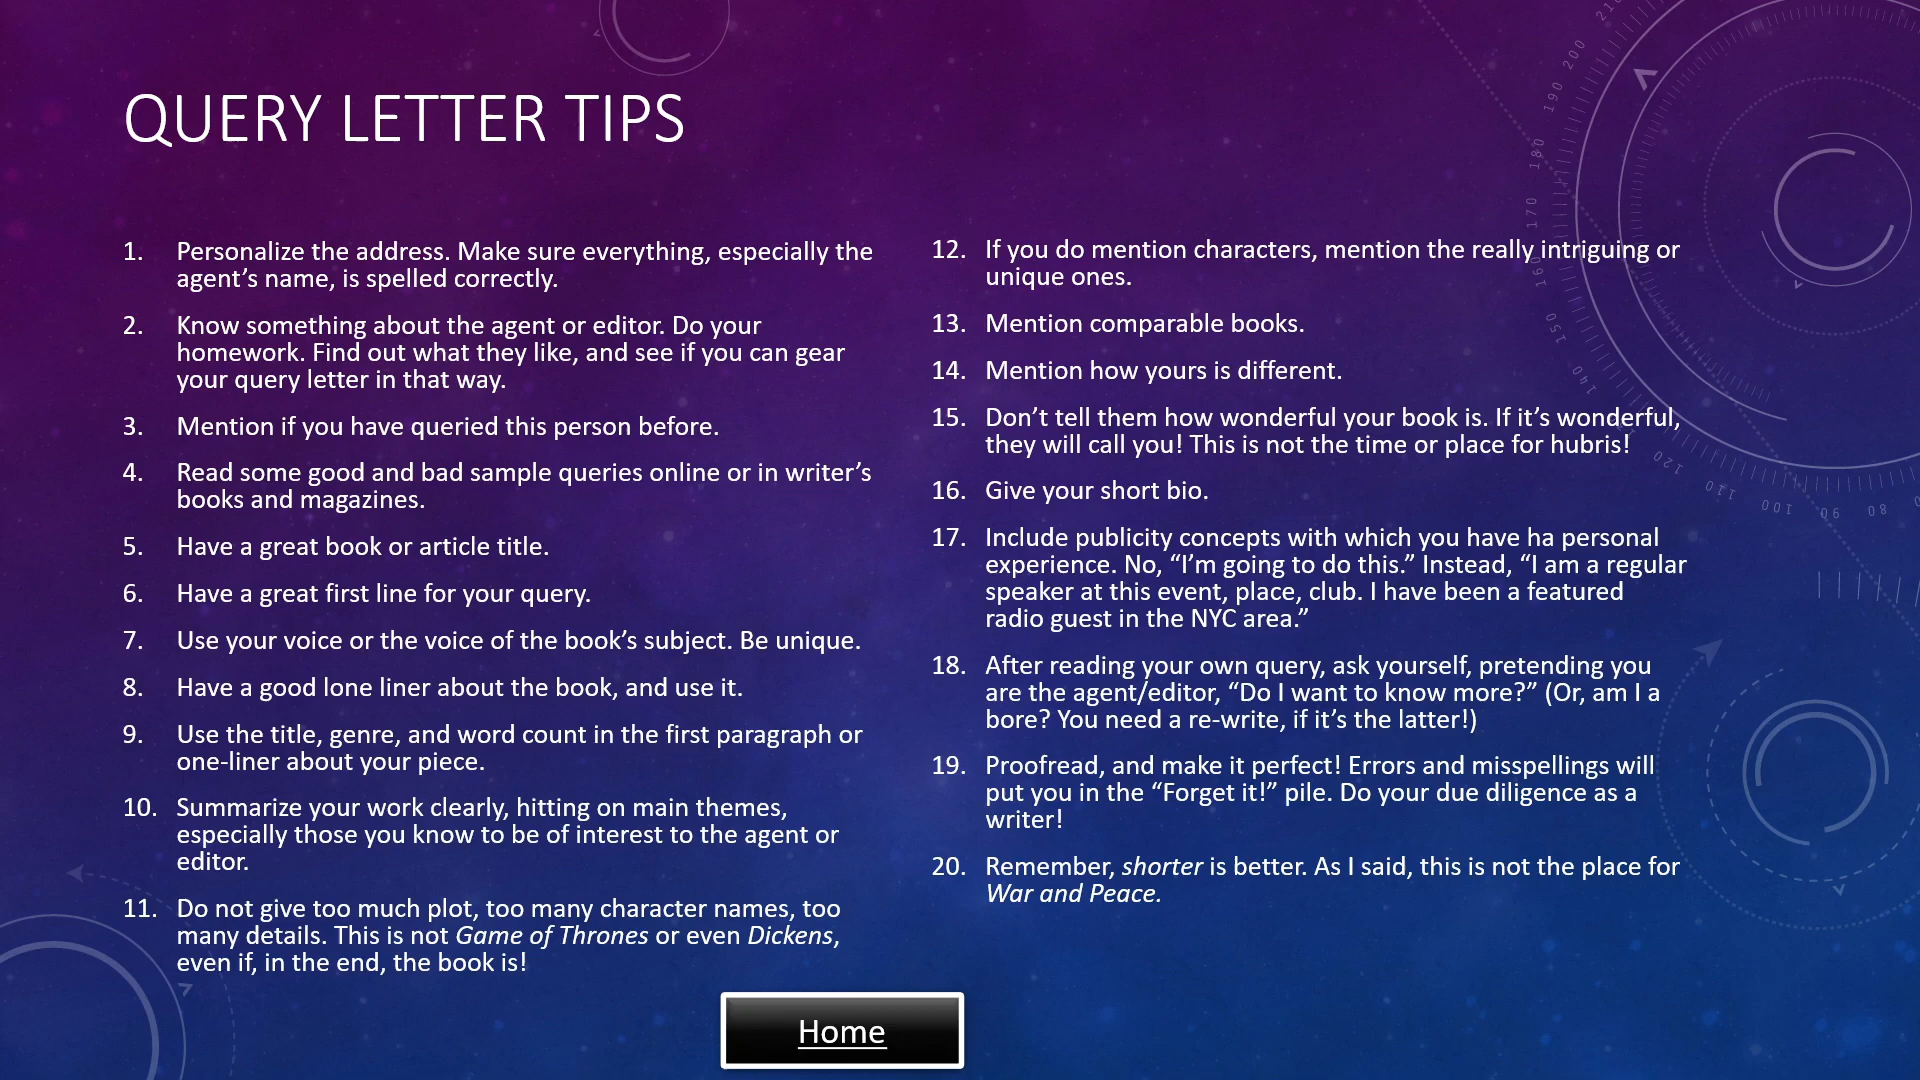 QUERY LETTER TIPS
1. Personalize the address. Make sure everything, especially the
agent’s name, is spelled correctly.
2. Know something about the agent or editor. Do your
homework. Find out what they like, and see if you can gear
your query letter in that way.
3. Mention if you have queried this person before.
4. Read some good and bad sample queries online or in writer’s
books and magazines.
5. Have a great book or article title.
6. Have a great first line for your query.
7. Use your voice or the voice of the book’s subject. Be unique.
8. Have a good lone liner about the book, and use it.
9. Use the title, genre, and word count in the first paragraph or
one-liner about your piece.
10. Summarize your work clearly, hitting on main themes,
especially those you know to be of interest to the agent or
editor.
11. Do not give too much plot, too many character names, too
many details. This is not Game of Thrones or even Dickens,
even if, in the end, the book is!
12. If you do mention characters, mention the really intriguing or
unique ones.
13. Mention comparable books.
14. Mention how yours is different.
15. Don’t tell them how wonderful your book is. If it’s wonderful,
they will call you! This is not the time or place for hubris!
16. Give your short bio.
17. Include publicity concepts with which you have ha personal
experience. No, “I’m going to do this.” Instead, “I am a regular
speaker at this event, place, club. I have been a featured
radio guest in the NYC area.”
18. After reading your own query, ask yourself, pretending you
are the agent/editor, “Do I want to know more?” (Or, am I a
bore? You need a re-write, if it’s the latter!)
19. Proofread, and make it perfect! Errors and misspellings will
put you in the “Forget it!” pile. Do your due diligence as a
writer!
20. Remember, shorter is better. As I said, this is not the place for
War and Peace.
Home
200
190
180
170
160
150
140
120
110
100
90
80